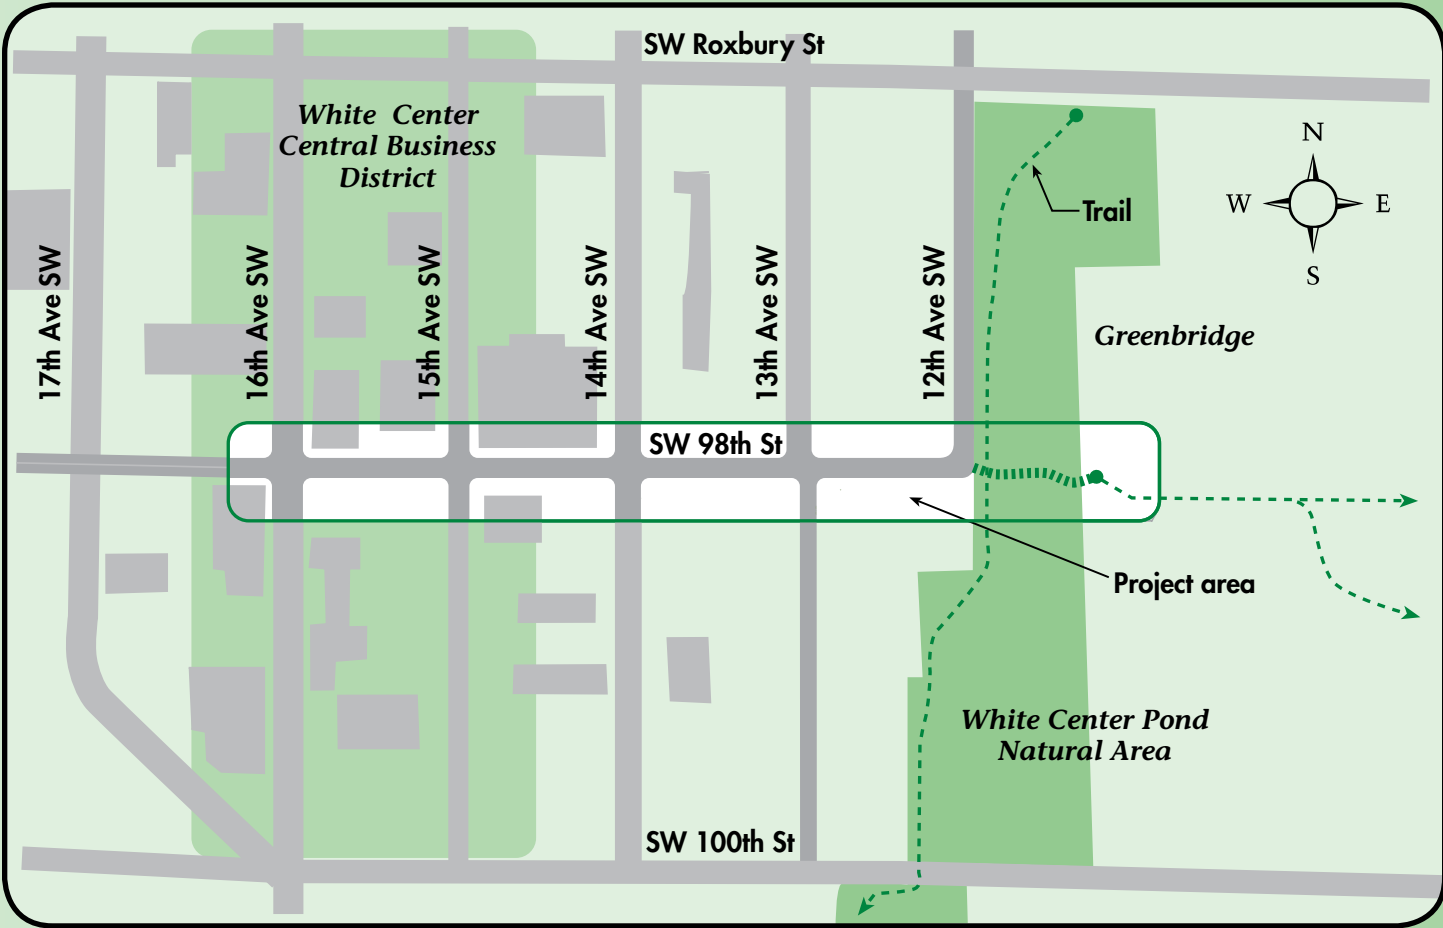 SW Roxbury St
White Center
Central Business
District
N
W
E
S
Trail
17th Ave SW
16th Ave SW
15th Ave SW
14th Ave SW
13th Ave SW
12th Ave SW
Greenbridge
SW 98th St
Project area
White Center Pond
Natural Area
SW 100th St